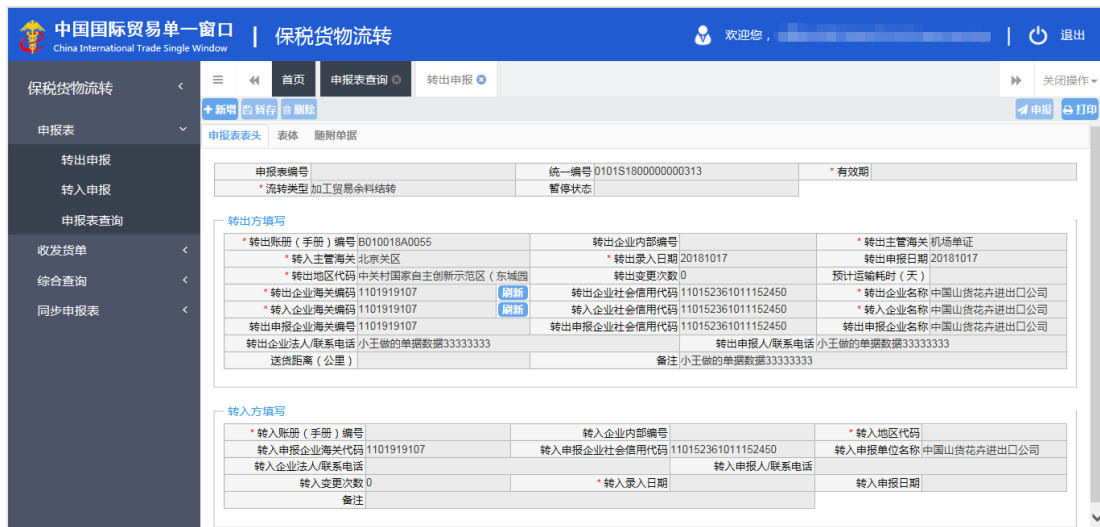 中国国际贸易单一窗口 | 保税货物流转
China International Trade Single Window
欢迎您，
退出
保税货物流转
首页 申报表查询 转出申报 关闭操作
+ 新增 暂存 删除 申报 打印
申报表
转出申报
转入申报
申报表查询
收发货单
综合查询
同步申报表
申报表表头 表体 随附单据
申报表编号 统一编号 0101S1800000000313 * 有效期
* 流转类型 加工贸易余料结转 暂停状态
转出方填写
* 转出账册（手册）编号 B010018A0055 转出企业内部编号 * 转出主管海关 机场单证
* 转入主管海关 北京关区 * 转出录入日期 20181017 转出申报日期 20181017
* 转出地区代码 中关村国家自主创新示范区（东城园 转出变更次数 0 预计运输耗时（天）
* 转出企业海关编码 1101919107 刷新 转出企业社会信用代码 110152361011152450 * 转出企业名称 中国山货花卉进出口公司
* 转入企业海关编码 1101919107 刷新 转入企业社会信用代码 110152361011152450 * 转入企业名称 中国山货花卉进出口公司
转出申报企业海关编号 1101919107 转出申报企业社会信用代码 110152361011152450 转出申报企业名称 中国山货花卉进出口公司
转出企业法人/联系电话 小王做的单据数据33333333 转出申报人/联系电话 小王做的单据数据33333333
送货距离（公里） 备注 小王做的单据数据33333333
转入方填写
* 转入账册（手册）编号 转入企业内部编号 * 转入地区代码
转入申报企业海关代码 1101919107 转入申报企业社会信用代码 110152361011152450 转入申报单位名称 中国山货花卉进出口公司
转入企业法人/联系电话 转入申报人/联系电话
转入变更次数 0 * 转入录入日期 转入申报日期
备注